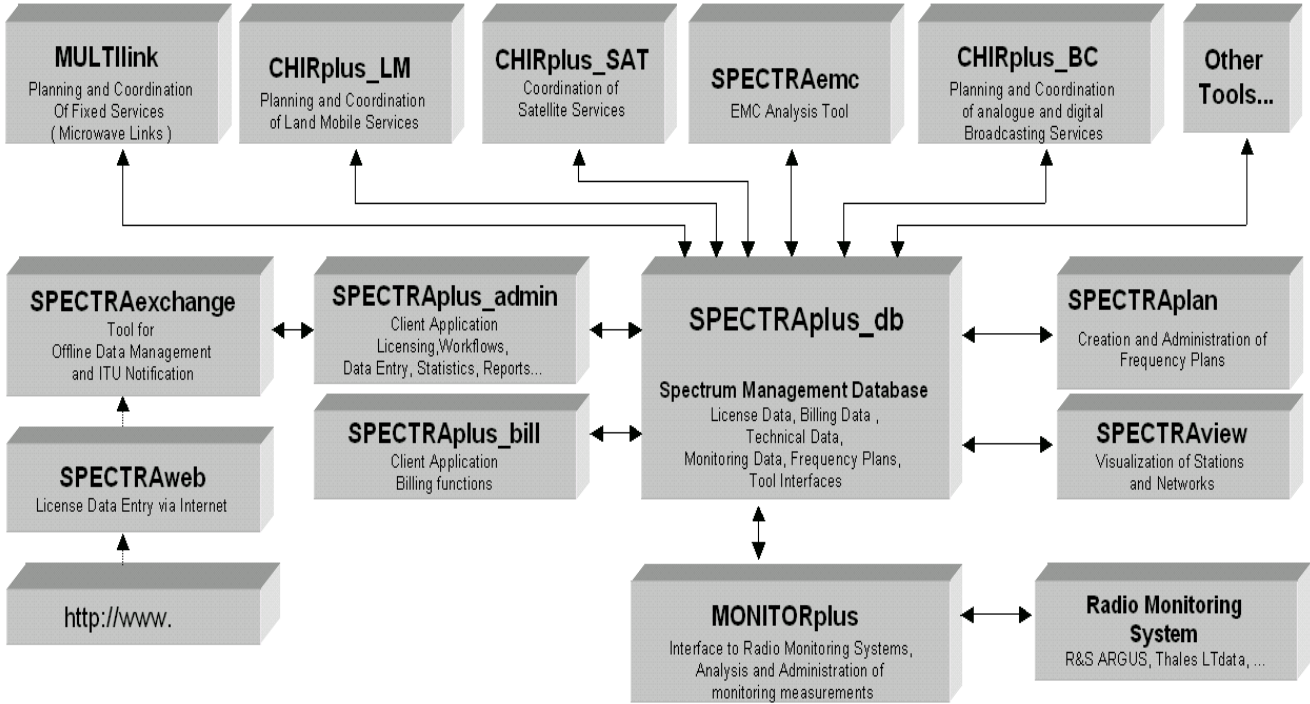 MULTIlink
Planning and Coordination
Of Fixed Services
( Microwave Links )
CHIRplus_LM
Planning and Coordination
of Land Mobile Services
CHIRplus_SAT
Coordination of
Satellite Services
SPECTRAemc
EMC Analysis Tool
CHIRplus_BC
Planning and Coordination
of analogue and digital
Broadcasting Services
Other
Tools...
SPECTRAexchange
Tool for
Offline Data Management
and ITU Notification
SPECTRAplus_admin
Client Application
Licensing,Workflows,
Data Entry, Statistics, Reports...
SPECTRAplus_db
Spectrum Management Database
License Data, Billing Data ,
Technical Data,
Monitoring Data, Frequency Plans,
Tool Interfaces
SPECTRAplan
Creation and Administration of
Frequency Plans
SPECTRAplus_bill
Client Application
Billing functions
SPECTRAview
Visualization of Stations
and Networks
SPECTRAweb
License Data Entry via Internet
http://www.
MONITORplus
Interface to Radio Monitoring Systems,
Analysis and Administration of
monitoring measurements
Radio Monitoring
System
R&S ARGUS, Thales LTdata, ...